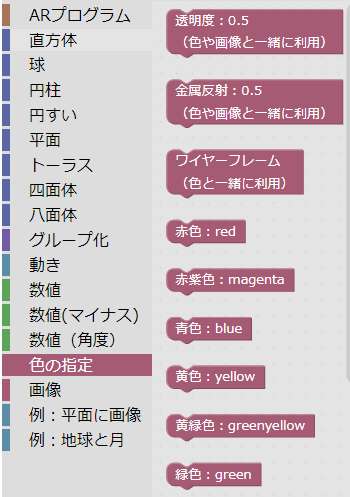 ARプログラム
直方体
球
円柱
円すい
平面
トーラス
四面体
八面体
グループ化
動き
数値
数値(マイナス)
数値（角度）
色の指定
画像
例：平面に画像
例：地球と月
透明度：0.5
（色や画像と一緒に利用）
金属反射：0.5
（色や画像と一緒に利用）
ワイヤーフレーム
（色と一緒に利用）
赤色：red
赤紫色：magenta
青色：blue
黄色：yellow
黄緑色：greenyellow
緑色：green